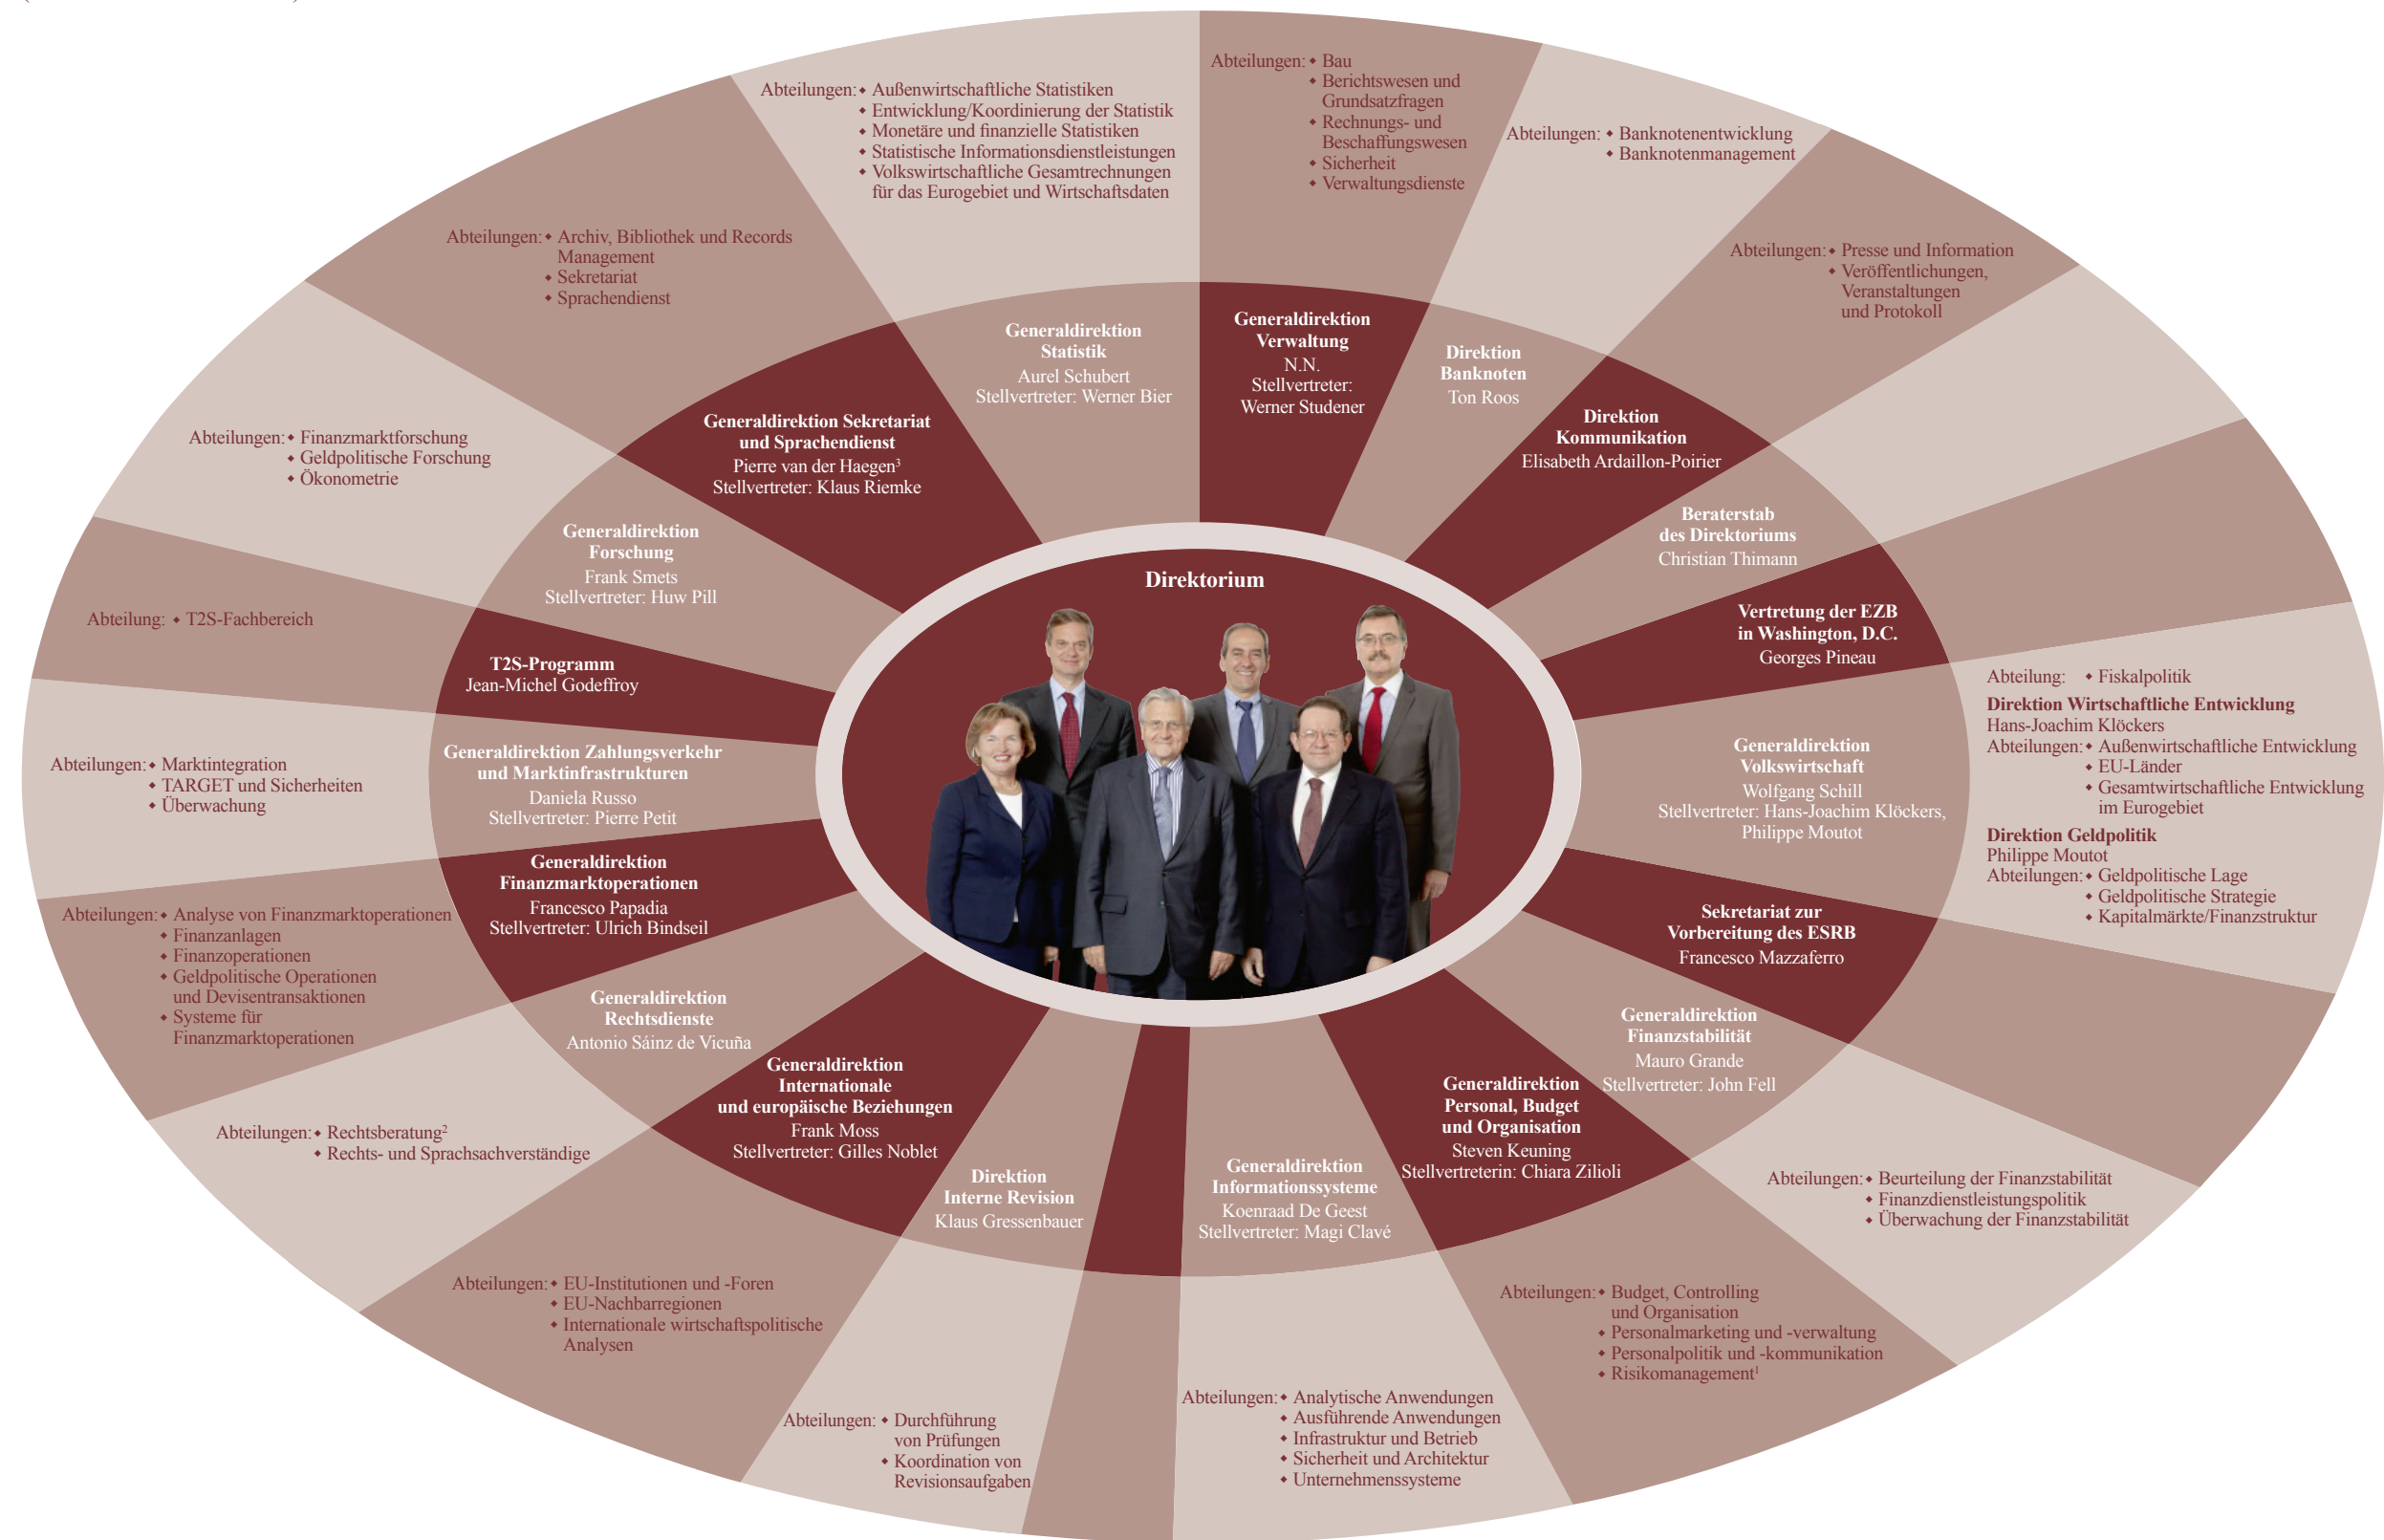 Abteilungen: • Bau
• Berichtswesen und
Grundsatzfragen
• Rechnungs- und
Beschaffungswesen
• Sicherheit
• Verwaltungsdienste
Generaldirektion
Verwaltung
N.N.
Stellvertreter:
Werner Studener
Abteilungen: • Banknotenentwicklung
• Banknotenmanagement
Direktion
Banknoten
Ton Roos
Abteilungen: • Presse und Information
• Veröffentlichungen,
Veranstaltungen
und Protokoll
Direktion
Kommunikation
Elisabeth Ardaillon-Poirier
Beraterstab
des Direktoriums
Christian Thimann
Vertretung der EZB
in Washington, D.C.
Georges Pineau
Generaldirektion
Volkswirtschaft
Wolfgang Schill
Stellvertreter: Hans-Joachim Klöckers,
Philippe Moutot
Abteilung: • Fiskalpolitik
Direktion Wirtschaftliche Entwicklung
Hans-Joachim Klöckers
Abteilungen: • Außenwirtschaftliche Entwicklung
• EU-Länder
• Gesamtwirtschaftliche Entwicklung
im Eurogebiet
Direktion Geldpolitik
Philippe Moutot
Abteilungen: • Geldpolitische Lage
• Geldpolitische Strategie
• Kapitalmärkte/Finanzstruktur
Sekretariat zur
Vorbereitung des ESRB
Francesco Mazzaferro
Generaldirektion
Finanzstabilität
Mauro Grande
Stellvertreter: John Fell
Abteilungen: • Beurteilung der Finanzstabilität
• Finanzdienstleistungspolitik
• Überwachung der Finanzstabilität
Generaldirektion
Personal, Budget
und Organisation
Steven Keuning
Stellvertreterin: Chiara Zilioli
Abteilungen: • Budget, Controlling
und Organisation
• Personalmarketing und -verwaltung
• Personalpolitik und -kommunikation
• Risikomanagement¹
Generaldirektion
Informationssysteme
Koenraad De Geest
Stellvertreter: Magi Clavé
Abteilungen: • Analytische Anwendungen
• Ausführende Anwendungen
• Infrastruktur und Betrieb
• Sicherheit und Architektur
• Unternehmenssysteme
Direktion
Interne Revision
Klaus Gressenbauer
Abteilungen: • Durchführung
von Prüfungen
• Koordination von
Revisionsaufgaben
Generaldirektion
Internationale
und europäische Beziehungen
Frank Moss
Stellvertreter: Gilles Noblet
Abteilungen: • EU-Institutionen und -Foren
• EU-Nachbarregionen
• Internationale wirtschaftspolitische
Analysen
Generaldirektion
Rechtsdienste
Antonio Sáinz de Vicuña
Abteilungen: • Rechtsberatung²
• Rechts- und Sprachsachverständige
Generaldirektion
Finanzmarktoperationen
Francesco Papadia
Stellvertreter: Ulrich Bindseil
Abteilungen: • Analyse von Finanzmarktoperationen
• Finanzanlagen
• Finanzoperationen
• Geldpolitische Operationen
und Devisentransaktionen
• Systeme für
Finanzmarktoperationen
Generaldirektion Zahlungsverkehr
und Marktinfrastrukturen
Daniela Russo
Stellvertreter: Pierre Petit
Abteilungen: • Marktintegration
• TARGET und Sicherheiten
• Überwachung
T2S-Programm
Jean-Michel Godeffroy
Abteilung: • T2S-Fachbereich
Generaldirektion
Forschung
Frank Smets
Stellvertreter: Huw Pill
Abteilungen: • Finanzmarktforschung
• Geldpolitische Forschung
• Ökonometrie
Generaldirektion Sekretariat
und Sprachendienst
Pierre van der Haegen³
Stellvertreter: Klaus Riemke
Abteilungen: • Archiv, Bibliothek und Records
Management
• Sekretariat
• Sprachendienst
Generaldirektion
Statistik
Aurel Schubert
Stellvertreter: Werner Bier
Abteilungen: • Außenwirtschaftliche Statistiken
• Entwicklung/Koordinierung der Statistik
• Monetäre und finanzielle Statistiken
• Statistische Informationsdienstleistungen
• Volkswirtschaftliche Gesamtrechnungen
für das Eurogebiet und Wirtschaftsdaten
Direktorium